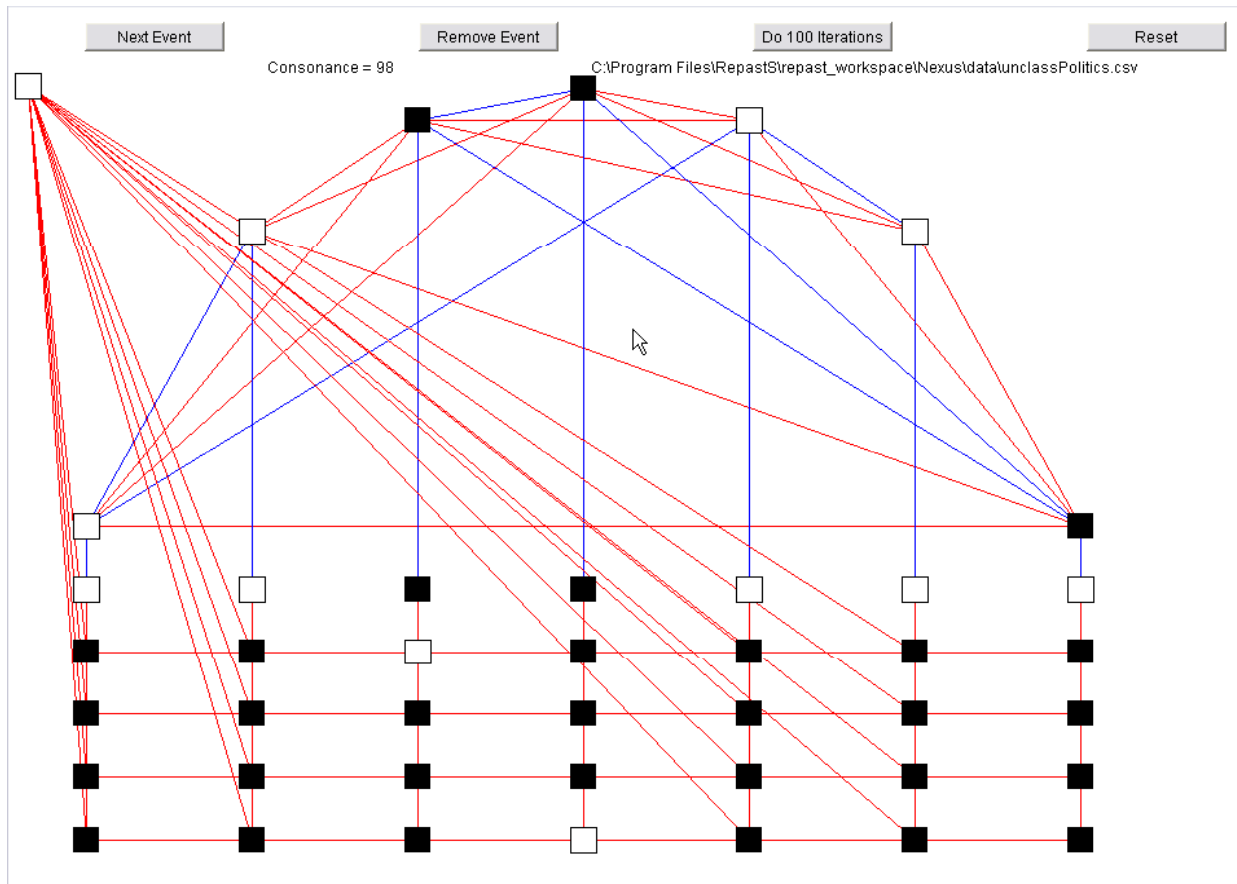 Next Event
Remove Event
Do 100 Iterations
Reset
Consonance = 98
C:\Program Files\RepastS\repast_workspace\Nexus\data\unclassPolitics.csv